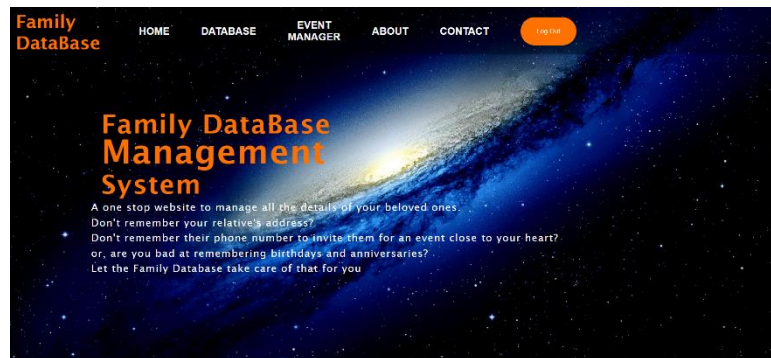 Family
DataBase
HOME
DATABASE
EVENT
MANAGER
ABOUT
CONTACT
Log Out
Family DataBase
Management
System
A one stop website to manage all the details of your beloved ones.
Don't remember your relative's address?
Don't remember their phone number to invite them for an event close to your heart?
or, are you bad at remembering birthdays and anniversaries?
Let the Family Database take care of that for you